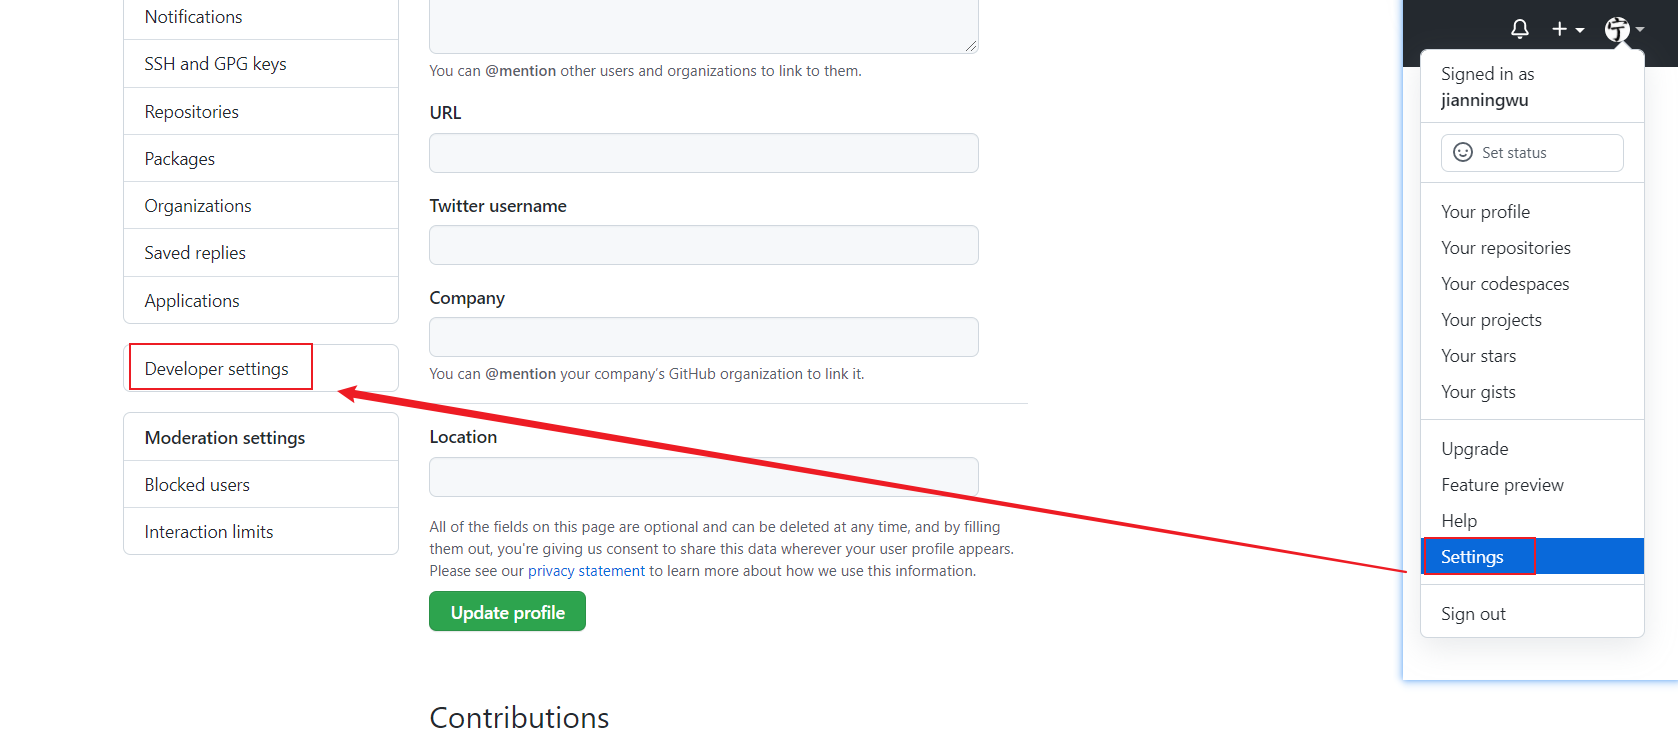 Notifications
SSH and GPG keys
Repositories
Packages
Organizations
Saved replies
Applications
Developer settings
Moderation settings
Blocked users
Interaction limits
You can @mention other users and organizations to link to them.
URL
Twitter username
Company
You can @mention your company's GitHub organization to link it.
Location
All of the fields on this page are optional and can be deleted at any time, and by filling
them out, you're giving us consent to share this data wherever your user profile appears.
Please see our privacy statement to learn more about how we use this information.
Update profile
Contributions
宁
Signed in as
jianningwu
Set status
Your profile
Your repositories
Your codespaces
Your projects
Your stars
Your gists
Upgrade
Feature preview
Help
Settings
Sign out